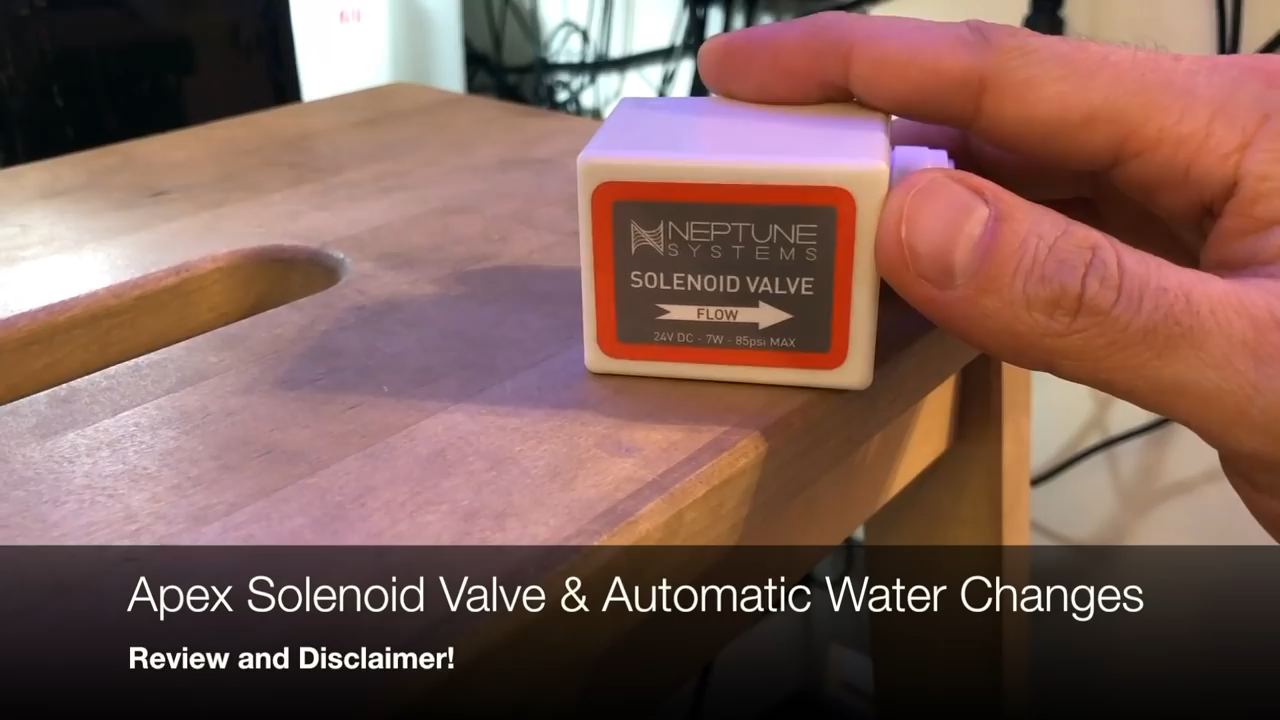 NEPTUNE
SYSTEMS
SOLENOID VALVE
FLOW
24V DC - 7W - 85psi MAX
Apex Solenoid Valve & Automatic Water Changes
Review and Disclaimer!